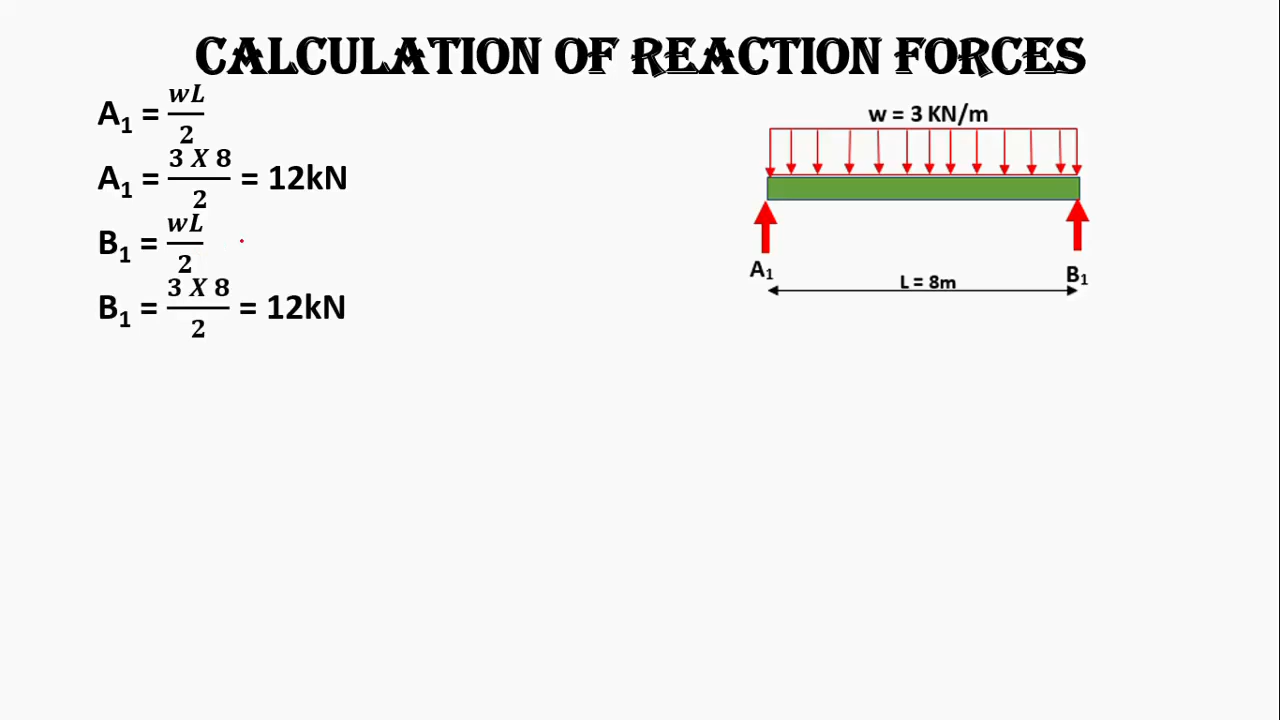 CALCULATION OF REACTION FORCES
A₁ = wL/2
A₁ = 3 X 8/2 = 12kN
B₁ = wL/2
B₁ = 3 X 8/2 = 12kN
w = 3 KN/m
A₁
B₁
L = 8m